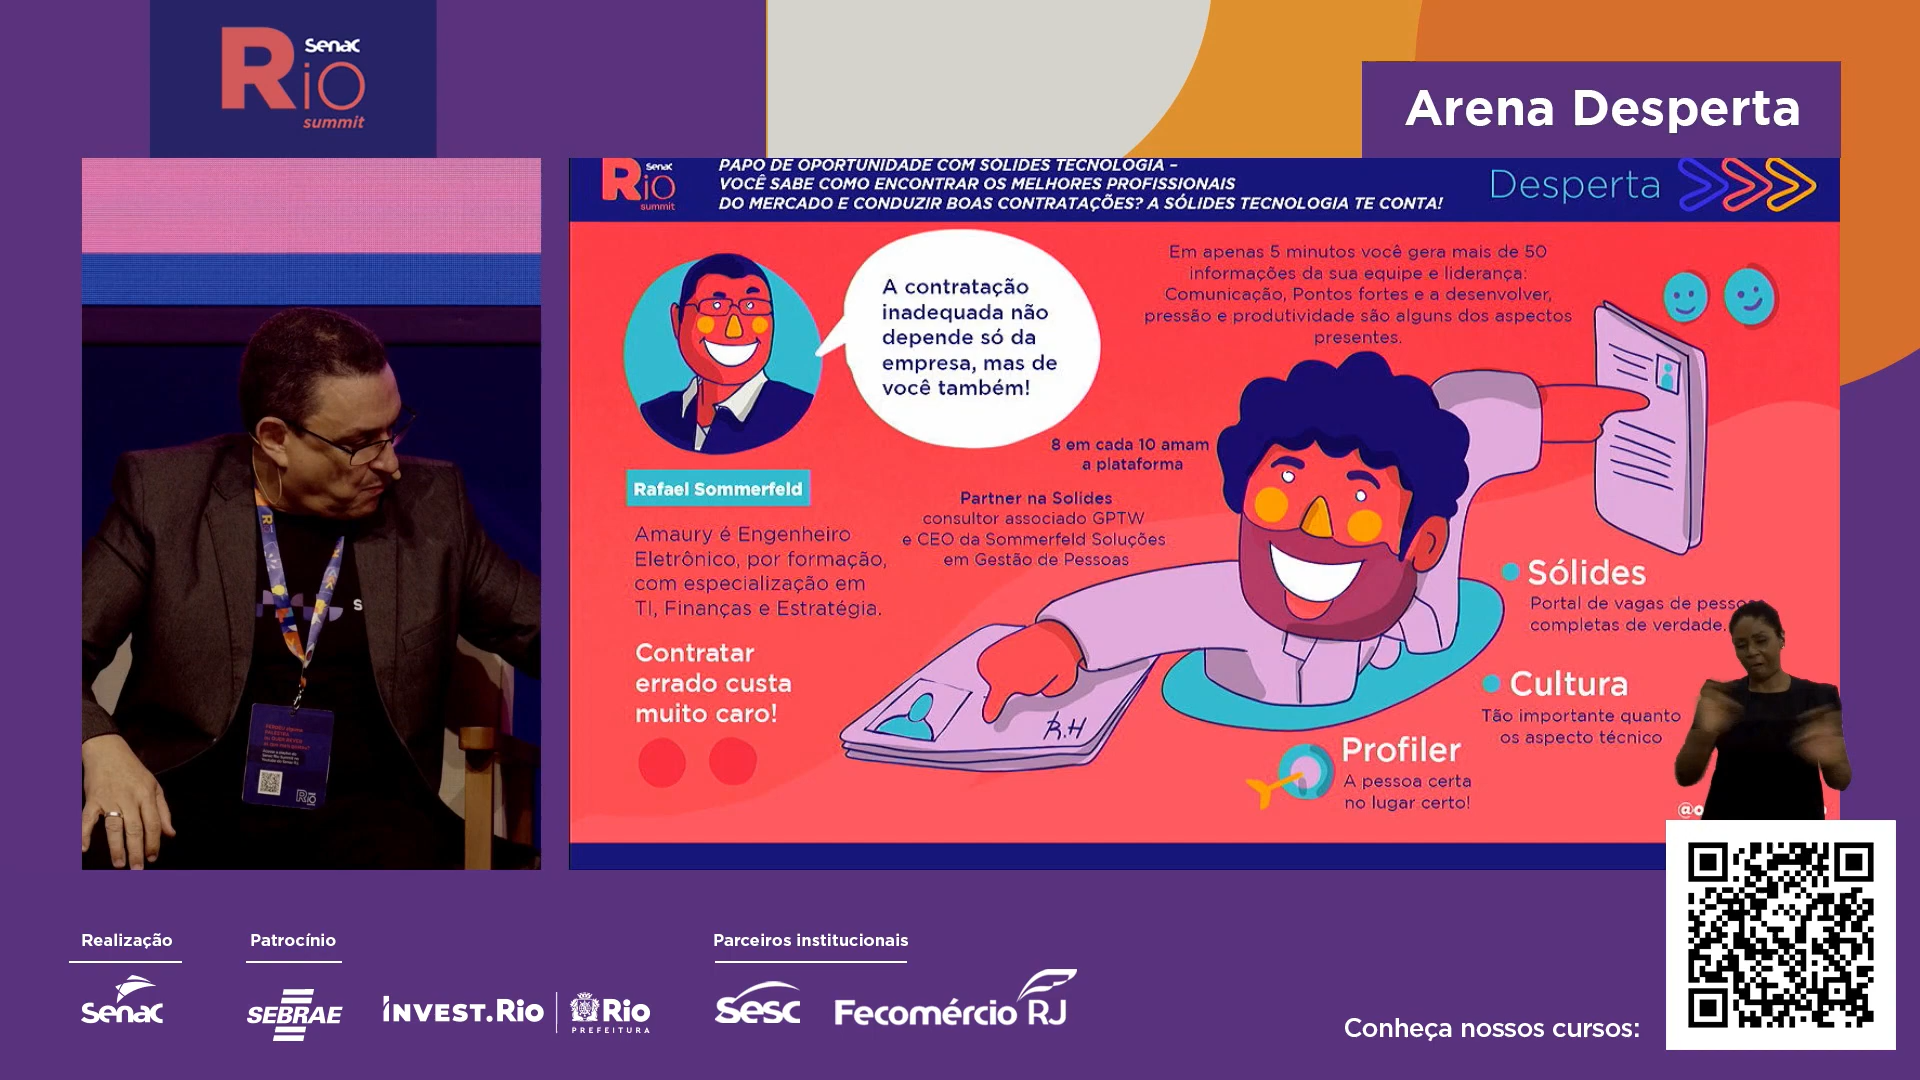 Senac
Rio
summit
Arena Desperta
Senac
Rio
summit
PAPO DE OPORTUNIDADE COM SÓLIDES TECNOLOGIA –
VOCÊ SABE COMO ENCONTRAR OS MELHORES PROFISSIONAIS
DO MERCADO E CONDUZIR BOAS CONTRATAÇÕES? A SÓLIDES TECNOLOGIA TE CONTA!
Desperta
A contratação
inadequada não
depende só da
empresa, mas de
você também!
Em apenas 5 minutos você gera mais de 50
informações da sua equipe e liderança:
Comunicação, Pontos fortes e a desenvolver,
pressão e produtividade são alguns dos aspectos
presentes.
8 em cada 10 amam
a plataforma
Rafael Sommerfeld
Partner na Solides
consultor associado GPTW
e CEO da Sommerfeld Soluções
em Gestão de Pessoas
Amaury é Engenheiro
Eletrônico, por formação,
com especialização em
TI, Finanças e Estratégia.
Contratar
errado custa
muito caro!
R.H
Sólides
Portal de vagas de
completas de verdade.
Cultura
Tão importante quanto
os aspecto técnico
Profiler
A pessoa certa
no lugar certo!
Realização
Senac
Patrocínio
SEBRAE
INVEST.Rio
Rio
PREFEITURA
Parceiros institucionais
Sesc
Fecomércio RJ
Conheça nossos cursos: